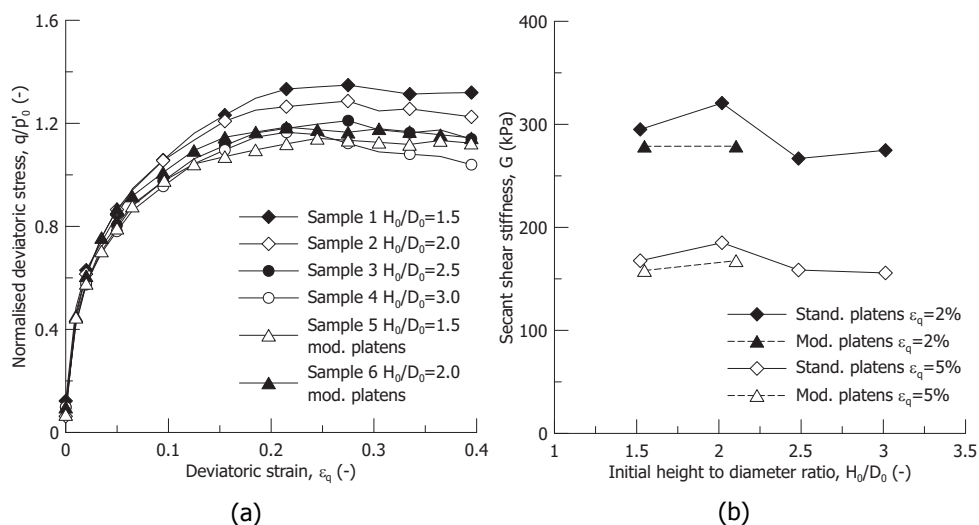 1.6
1.2
0.8
0.4
0
Normalised deviatoric stress, q/p'0 (-)
Sample 1 H0/D0=1.5
Sample 2 H0/D0=2.0
Sample 3 H0/D0=2.5
Sample 4 H0/D0=3.0
Sample 5 H0/D0=1.5
mod. platens
Sample 6 H0/D0=2.0
mod. platens
0 0.1 0.2 0.3 0.4
Deviatoric strain, εq (-)
(a)
400
300
200
100
0
Secant shear stiffness, G (kPa)
Stand. platens εq=2%
Mod. platens εq=2%
Stand. platens εq=5%
Mod. platens εq=5%
1 1.5 2 2.5 3 3.5
Initial height to diameter ratio, H0/D0 (-)
(b)